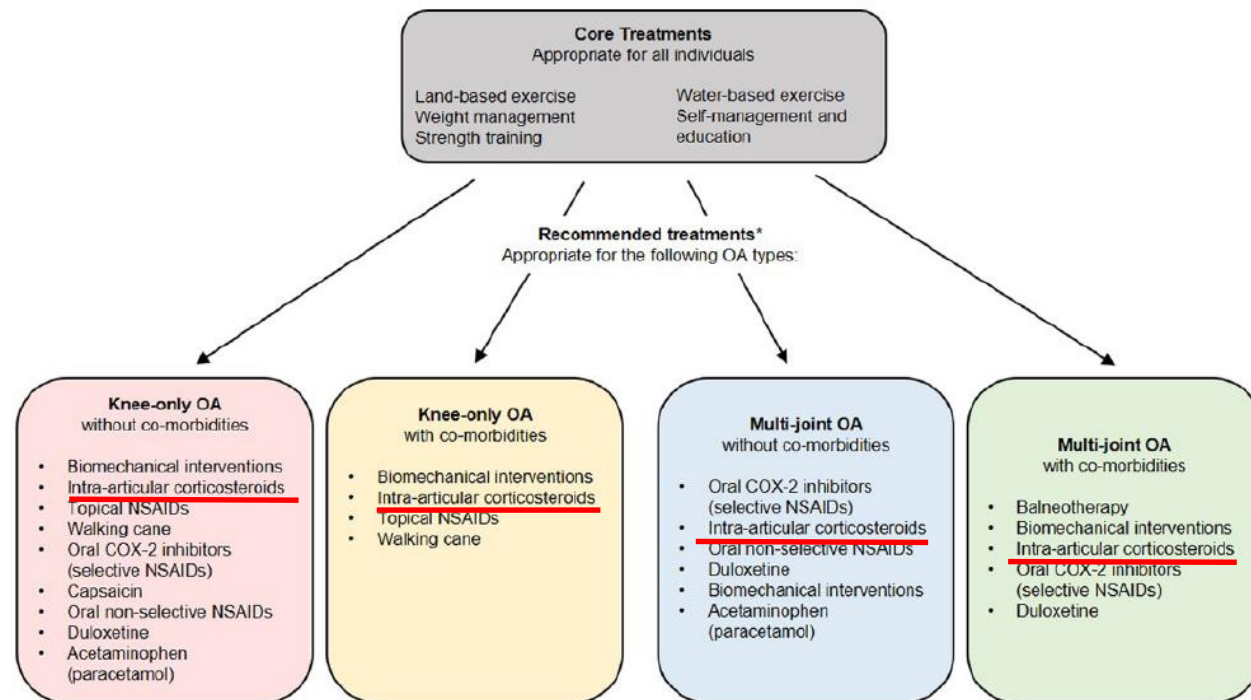 Core Treatments
Appropriate for all individuals
Land-based exercise
Weight management
Strength training
Water-based exercise
Self-management and
education
Recommended treatments*
Appropriate for the following OA types:
Knee-only OA
without co-morbidities
• Biomechanical interventions
• Intra-articular corticosteroids
• Topical NSAIDs
• Walking cane
• Oral COX-2 inhibitors
(selective NSAIDs)
• Capsaicin
• Oral non-selective NSAIDs
• Duloxetine
• Acetaminophen
(paracetamol)
Knee-only OA
with co-morbidities
• Biomechanical interventions
• Intra-articular corticosteroids
• Topical NSAIDs
• Walking cane
Multi-joint OA
without co-morbidities
• Oral COX-2 inhibitors
(selective NSAIDs)
• Intra-articular corticosteroids
• Oral non-selective NSAIDs
• Duloxetine
• Biomechanical interventions
• Acetaminophen
(paracetamol)
Multi-joint OA
with co-morbidities
• Balneotherapy
• Biomechanical interventions
• Intra-articular corticosteroids
• Oral COX-2 inhibitors
(selective NSAIDs)
• Duloxetine